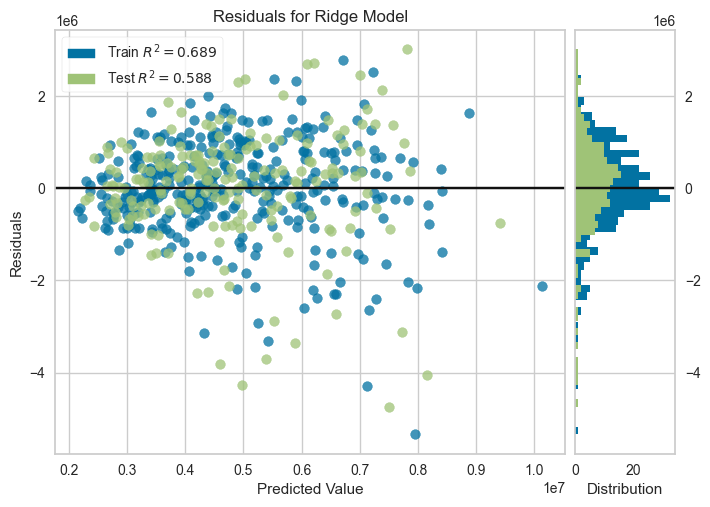 Residuals for Ridge Model
1e6
1e6
Train R² = 0.689
Test R² = 0.588
2
0
−2
−4
2
0
−2
−4
Residuals
0.2
0.3
0.4
0.5
0.6
0.7
0.8
0.9
1.0
1e7
0
20
Predicted Value
Distribution